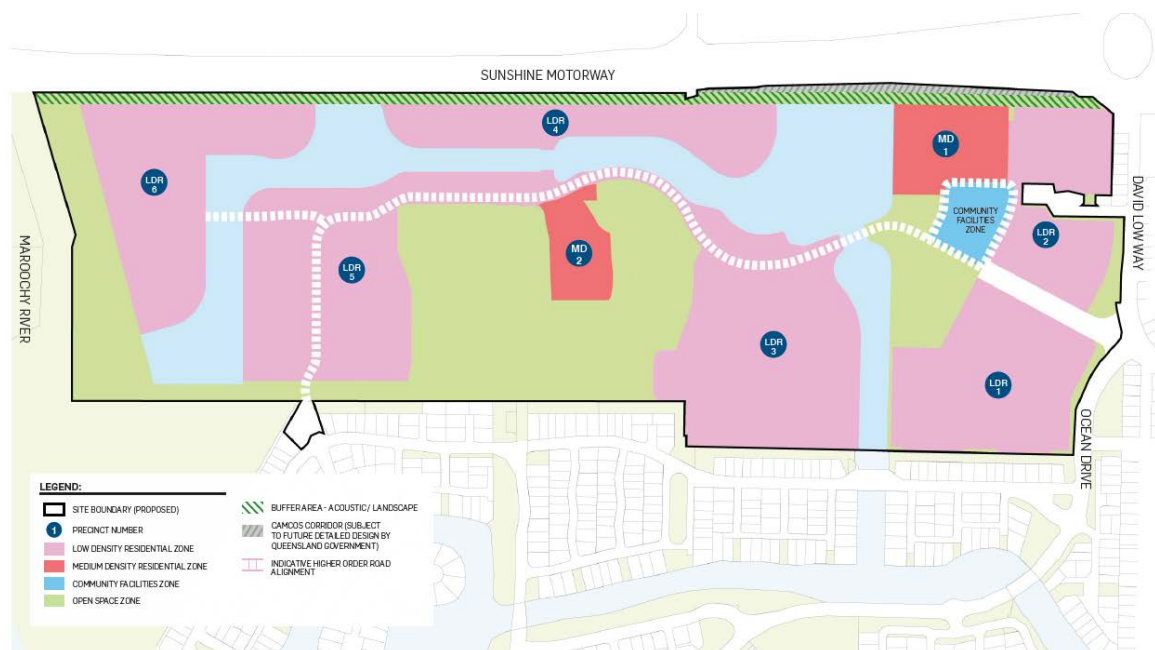 SUNSHINE MOTORWAY
LDR
4
MD
1
LDR
6
COMMUNITY
FACILITIES
ZONE
DAVID LOW WAY
LDR
2
MAROOCHY RIVER
MD
2
LDR
5
LDR
3
LDR
1
OCEAN DRIVE
LEGEND:
SITE BOUNDARY (PROPOSED)
1
PRECINCT NUMBER
LOW DENSITY RESIDENTIAL ZONE
MEDIUM DENSITY RESIDENTIAL ZONE
COMMUNITY FACILITIES ZONE
OPEN SPACE ZONE
BUFFER AREA - ACOUSTIC / LANDSCAPE
CAMCOS CORRIDOR (SUBJECT
TO FUTURE DETAILED DESIGN BY
QUEENSLAND GOVERNMENT)
INDICATIVE HIGHER ORDER ROAD
ALIGNMENT